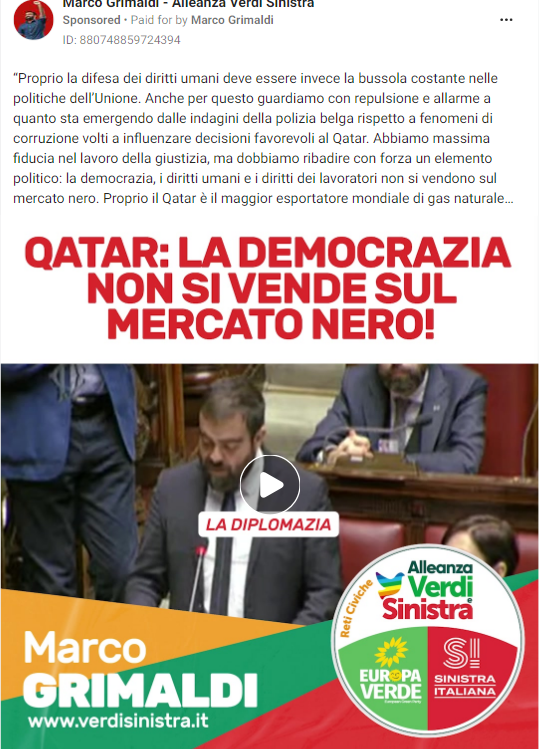 Marco Grimaldi - Alleanza Verdi Sinistra
Sponsored • Paid for by Marco Grimaldi
ID: 880748859724394
“Proprio la difesa dei diritti umani deve essere invece la bussola costante nelle
politiche dell’Unione. Anche per questo guardiamo con repulsione e allarme a
quanto sta emergendo dalle indagini della polizia belga rispetto a fenomeni di
corruzione volti a influenzare decisioni favorevoli al Qatar. Abbiamo massima
fiducia nel lavoro della giustizia, ma dobbiamo ribadire con forza un elemento
politico: la democrazia, i diritti umani e i diritti dei lavoratori non si vendono sul
mercato nero. Proprio il Qatar è il maggior esportatore mondiale di gas naturale…
QATAR: LA DEMOCRAZIA
NON SI VENDE SUL
MERCATO NERO!
LA DIPLOMAZIA
Reti Civiche
Alleanza
Verdi
e
Sinistra
EUROPA
VERDE
SI
SINISTRA
ITALIANA
Marco
GRIMALDI
www.verdisinistra.it